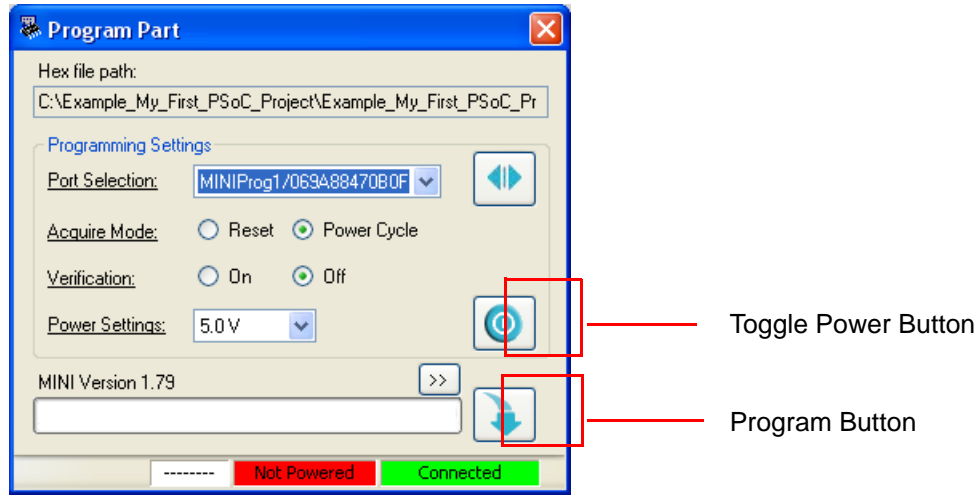 Program Part
Hex file path:
C:\Example_My_First_PSoC_Project\Example_My_First_PSoC_Pr
Programming Settings
Port Selection: MINIProg1/069A88470B0F
Acquire Mode: Reset Power Cycle
Verification: On Off
Power Settings: 5.0 V
Toggle Power Button
MINI Version 1.79 >>
Program Button
-------- Not Powered Connected